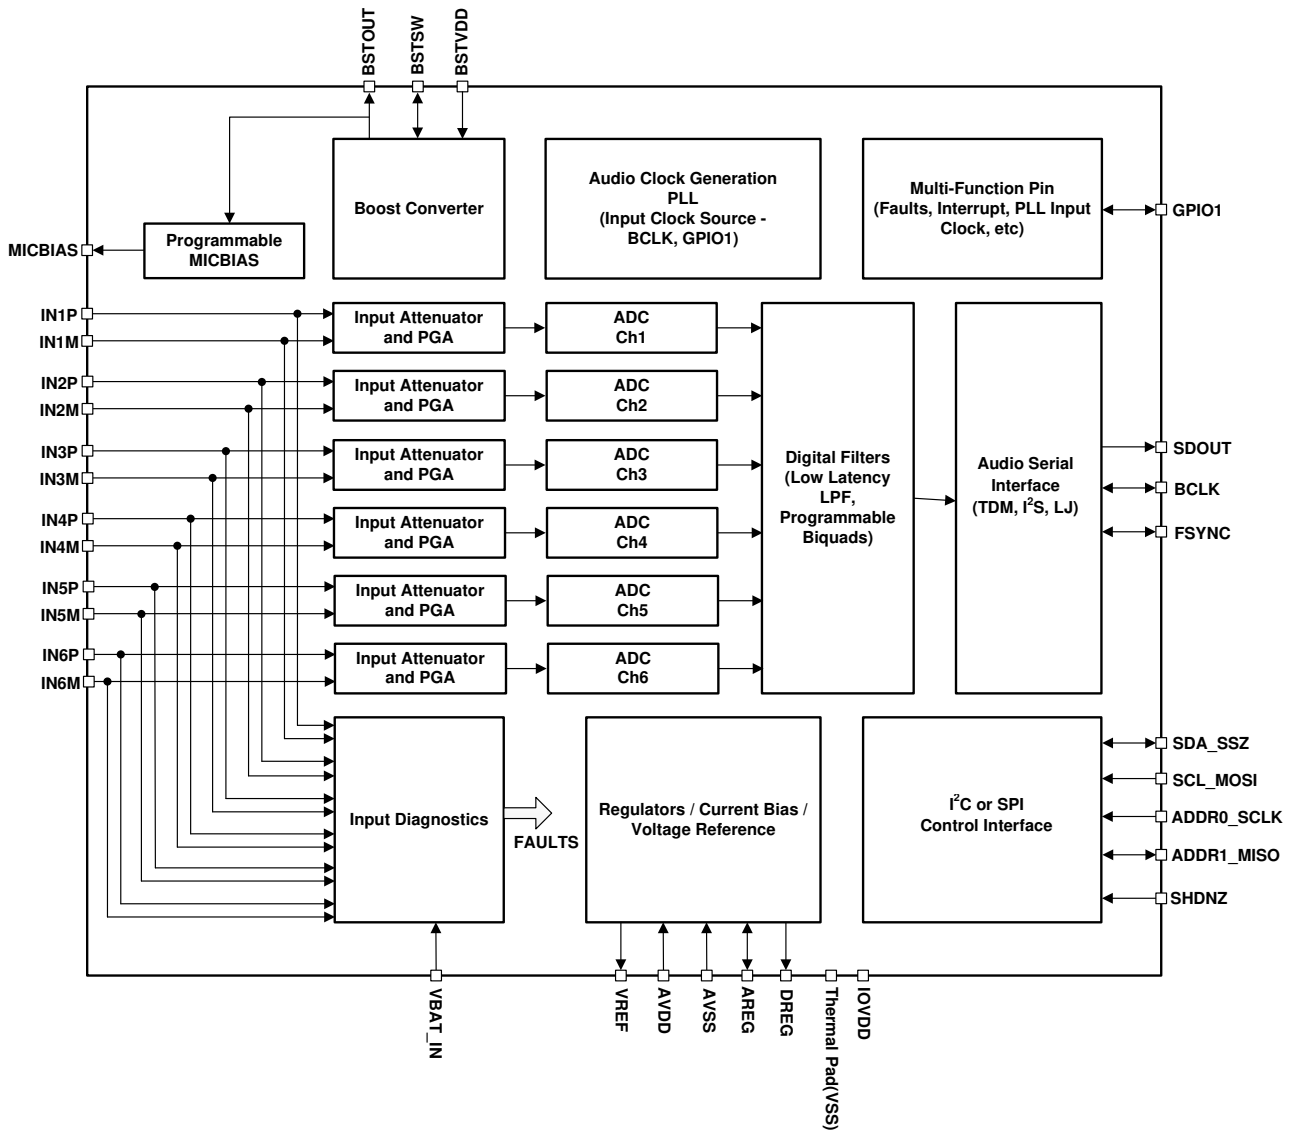 BSTOUT
BSTSW
BSTVDD
Boost Converter
Audio Clock Generation
PLL
(Input Clock Source -
BCLK, GPIO1)
Multi-Function Pin
(Faults, Interrupt, PLL Input
Clock, etc)
GPIO1
Programmable
MICBIAS
MICBIAS
IN1P
IN1M
Input Attenuator
and PGA
ADC
Ch1
IN2P
IN2M
Input Attenuator
and PGA
ADC
Ch2
IN3P
IN3M
Input Attenuator
and PGA
ADC
Ch3
IN4P
IN4M
Input Attenuator
and PGA
ADC
Ch4
IN5P
IN5M
Input Attenuator
and PGA
ADC
Ch5
IN6P
IN6M
Input Attenuator
and PGA
ADC
Ch6
Digital Filters
(Low Latency
LPF,
Programmable
Biquads)
Audio Serial
Interface
(TDM, I²S, LJ)
SDOUT
BCLK
FSYNC
Input Diagnostics
FAULTS
Regulators / Current Bias /
Voltage Reference
I²C or SPI
Control Interface
SDA_SSZ
SCL_MOSI
ADDR0_SCLK
ADDR1_MISO
SHDNZ
VBAT_IN
VREF
AVDD
AVSS
AREG
DREG
Thermal Pad(VSS)
IOVDD